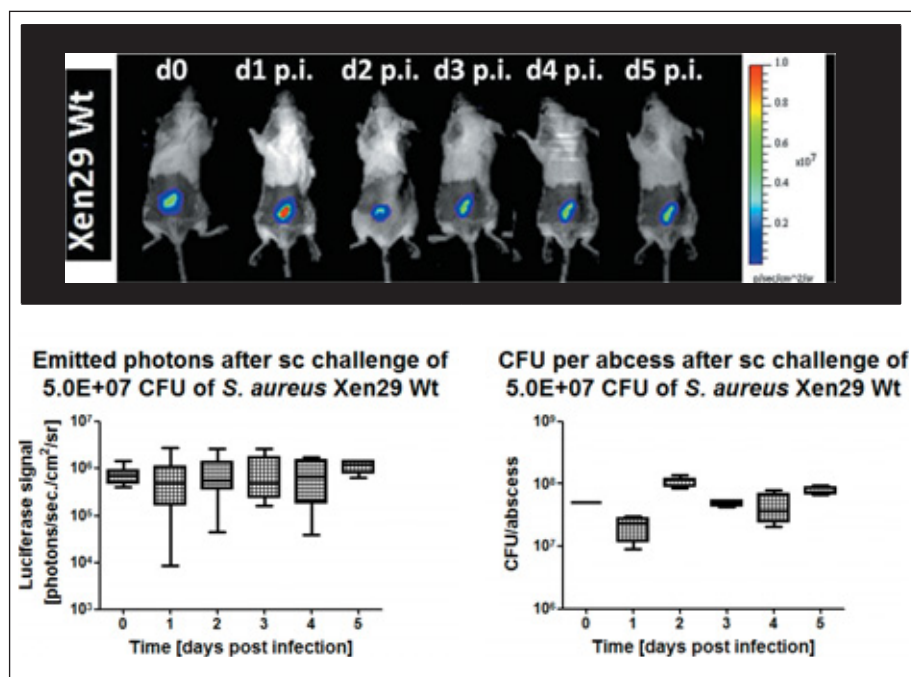 Xen29 Wt
d0 d1 p.i. d2 p.i. d3 p.i. d4 p.i. d5 p.i.
1.0
0.8
0.6
x10⁷
0.4
0.2
p/sec/cm^2/sr
Emitted photons after sc challenge of
5.0E+07 CFU of S. aureus Xen29 Wt
Luciferase signal
[photons/sec./cm²/sr]
10⁷
10⁶
10⁵
10⁴
10³
0 1 2 3 4 5
Time [days post infection]
CFU per abcess after sc challenge of
5.0E+07 CFU of S. aureus Xen29 Wt
CFU/abscess
10⁹
10⁸
10⁷
10⁶
0 1 2 3 4 5
Time [days post infection]